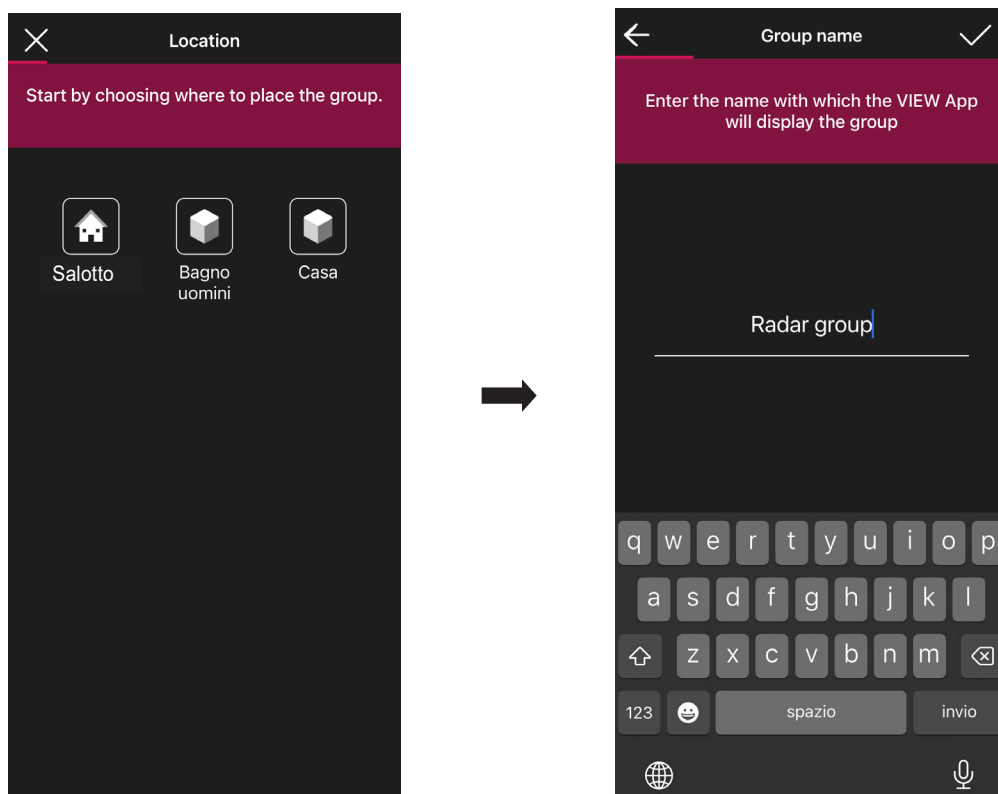 Location
Start by choosing where to place the group.
Salotto
Bagno
uomini
Casa
Group name
Enter the name with which the VIEW App
will display the group
Radar group
q w e r t y u i o p
a s d f g h j k l
z x c v b n m
123 spazio invio